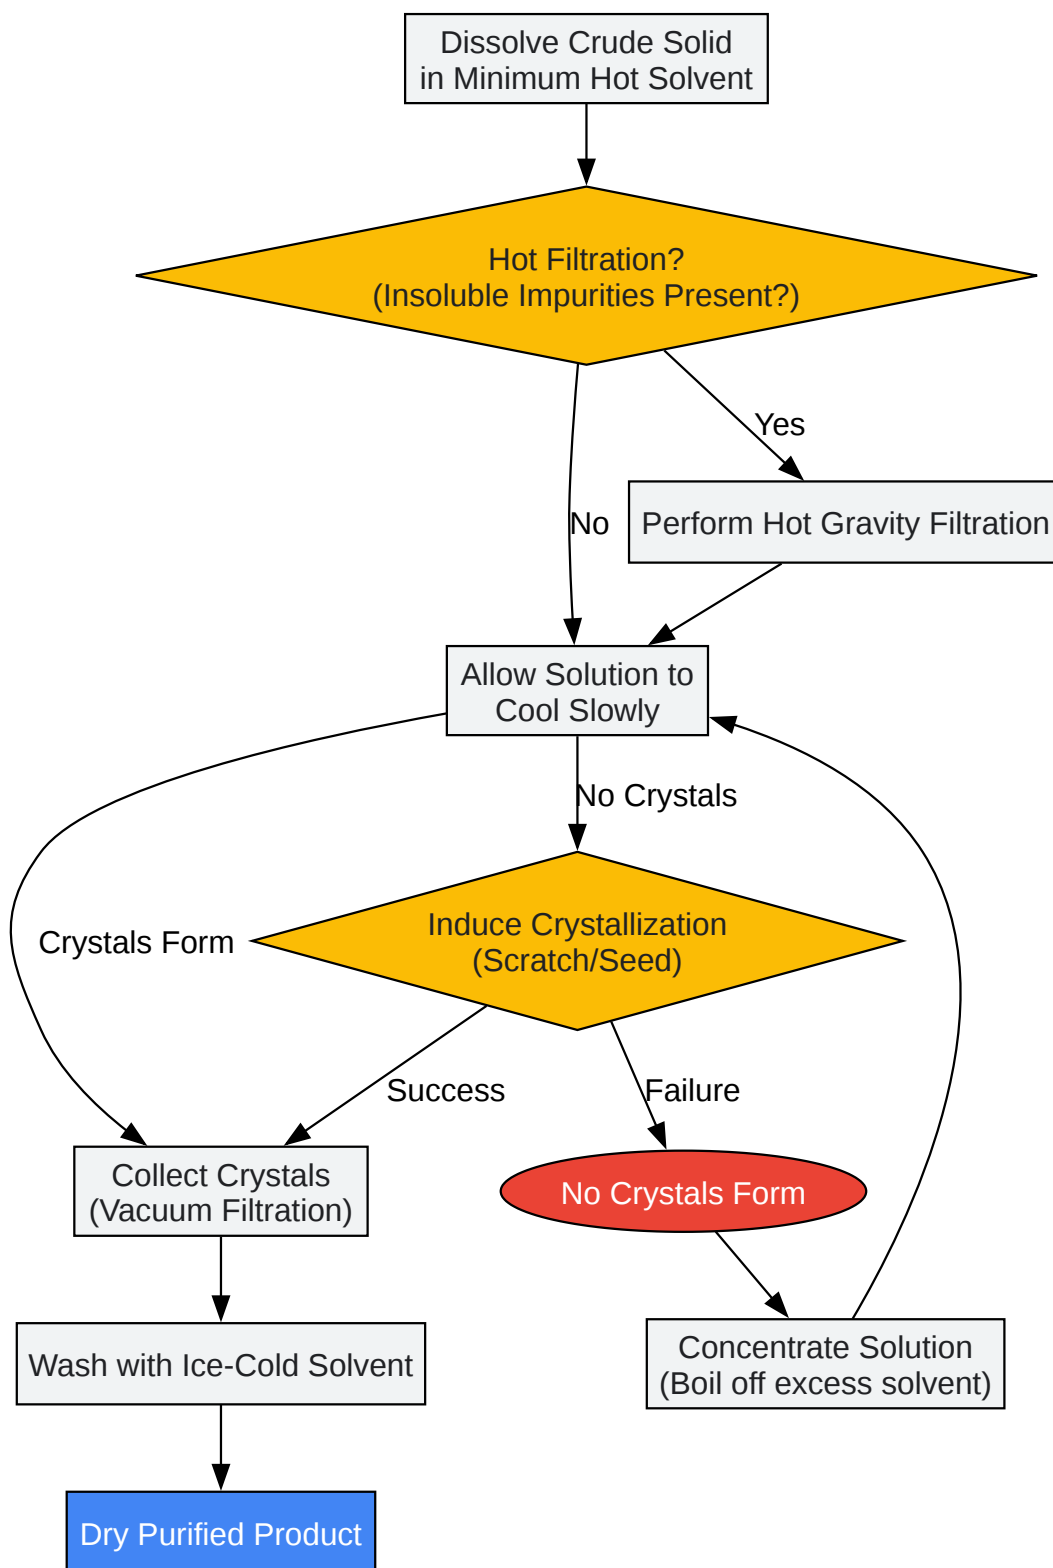 Dissolve Crude Solid
in Minimum Hot Solvent
Hot Filtration?
(Insoluble Impurities Present?)
Yes
No
Perform Hot Gravity Filtration
Allow Solution to
Cool Slowly
No Crystals
Crystals Form
Induce Crystallization
(Scratch/Seed)
Success
Failure
Collect Crystals
(Vacuum Filtration)
No Crystals Form
Wash with Ice-Cold Solvent
Concentrate Solution
(Boil off excess solvent)
Dry Purified Product